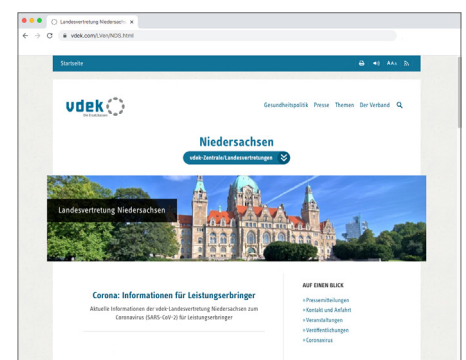 Landesvertretung Niedersachs
vdek.com/LVen/NDS.html
Startseite
AAA
vdek
Die Ersatzkassen
Gesundheitspolitik Presse Themen Der Verband
Niedersachsen
vdek-Zentrale/Landesvertretungen
Landesvertretung Niedersachsen
Corona: Informationen für Leistungserbringer
Aktuelle Informationen der vdek-Landesvertretung Niedersachsen zum
Coronavirus (SARS-CoV-2) für Leistungserbringer
AUF EINEN BLICK
» Pressemitteilungen
» Kontakt und Anfahrt
» Veranstaltungen
» Veröffentlichungen
» Coronavirus